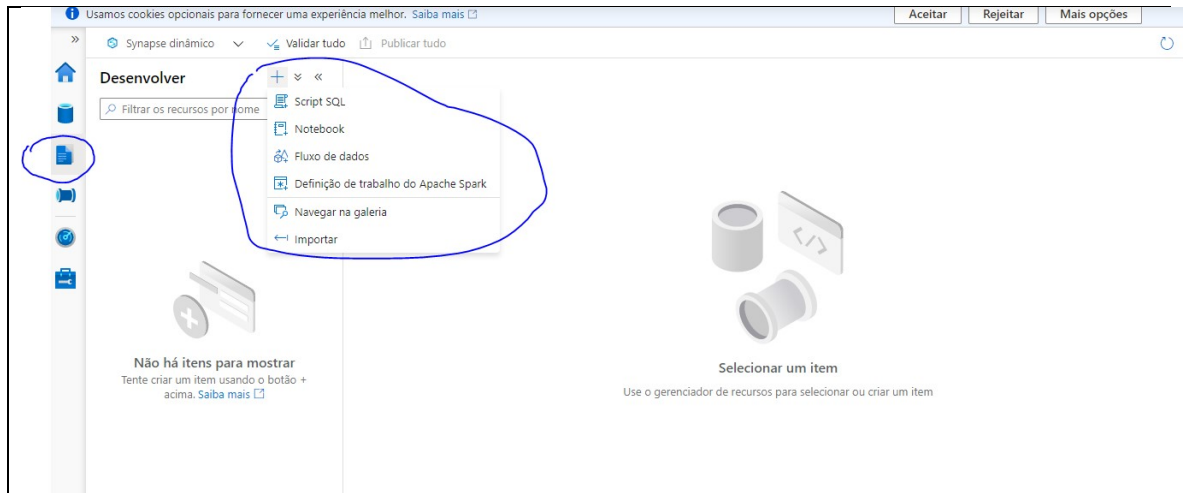 Usamos cookies opcionais para fornecer uma experiência melhor. Saiba mais
Aceitar
Rejeitar
Mais opções
Synapse dinâmico
Validar tudo
Publicar tudo
Desenvolver
Filtrar os recursos por nome
Script SQL
Notebook
Fluxo de dados
Definição de trabalho do Apache Spark
Navegar na galeria
Importar
Não há itens para mostrar
Tente criar um item usando o botão +
acima. Saiba mais
Selecionar um item
Use o gerenciador de recursos para selecionar ou criar um item